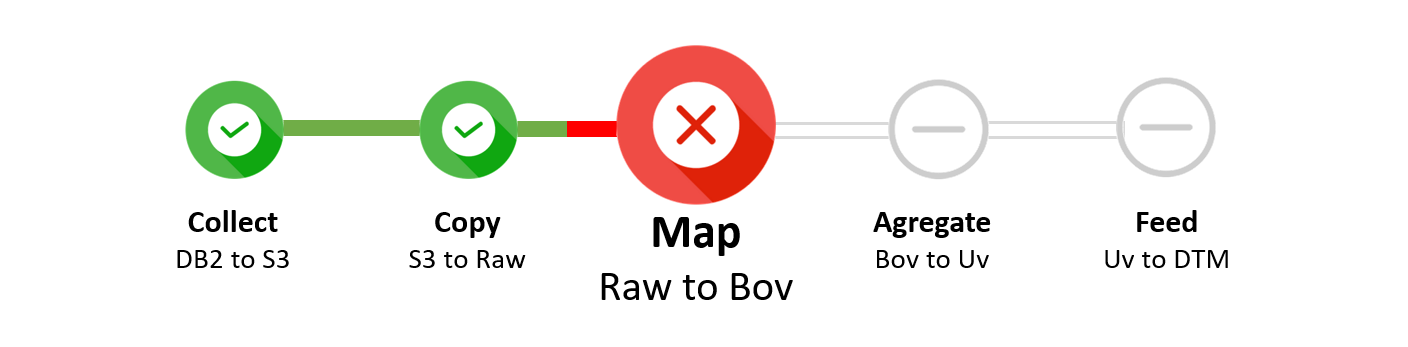 Collect
DB2 to S3
Copy
S3 to Raw
Map
Raw to Bov
Agregate
Bov to Uv
Feed
Uv to DTM